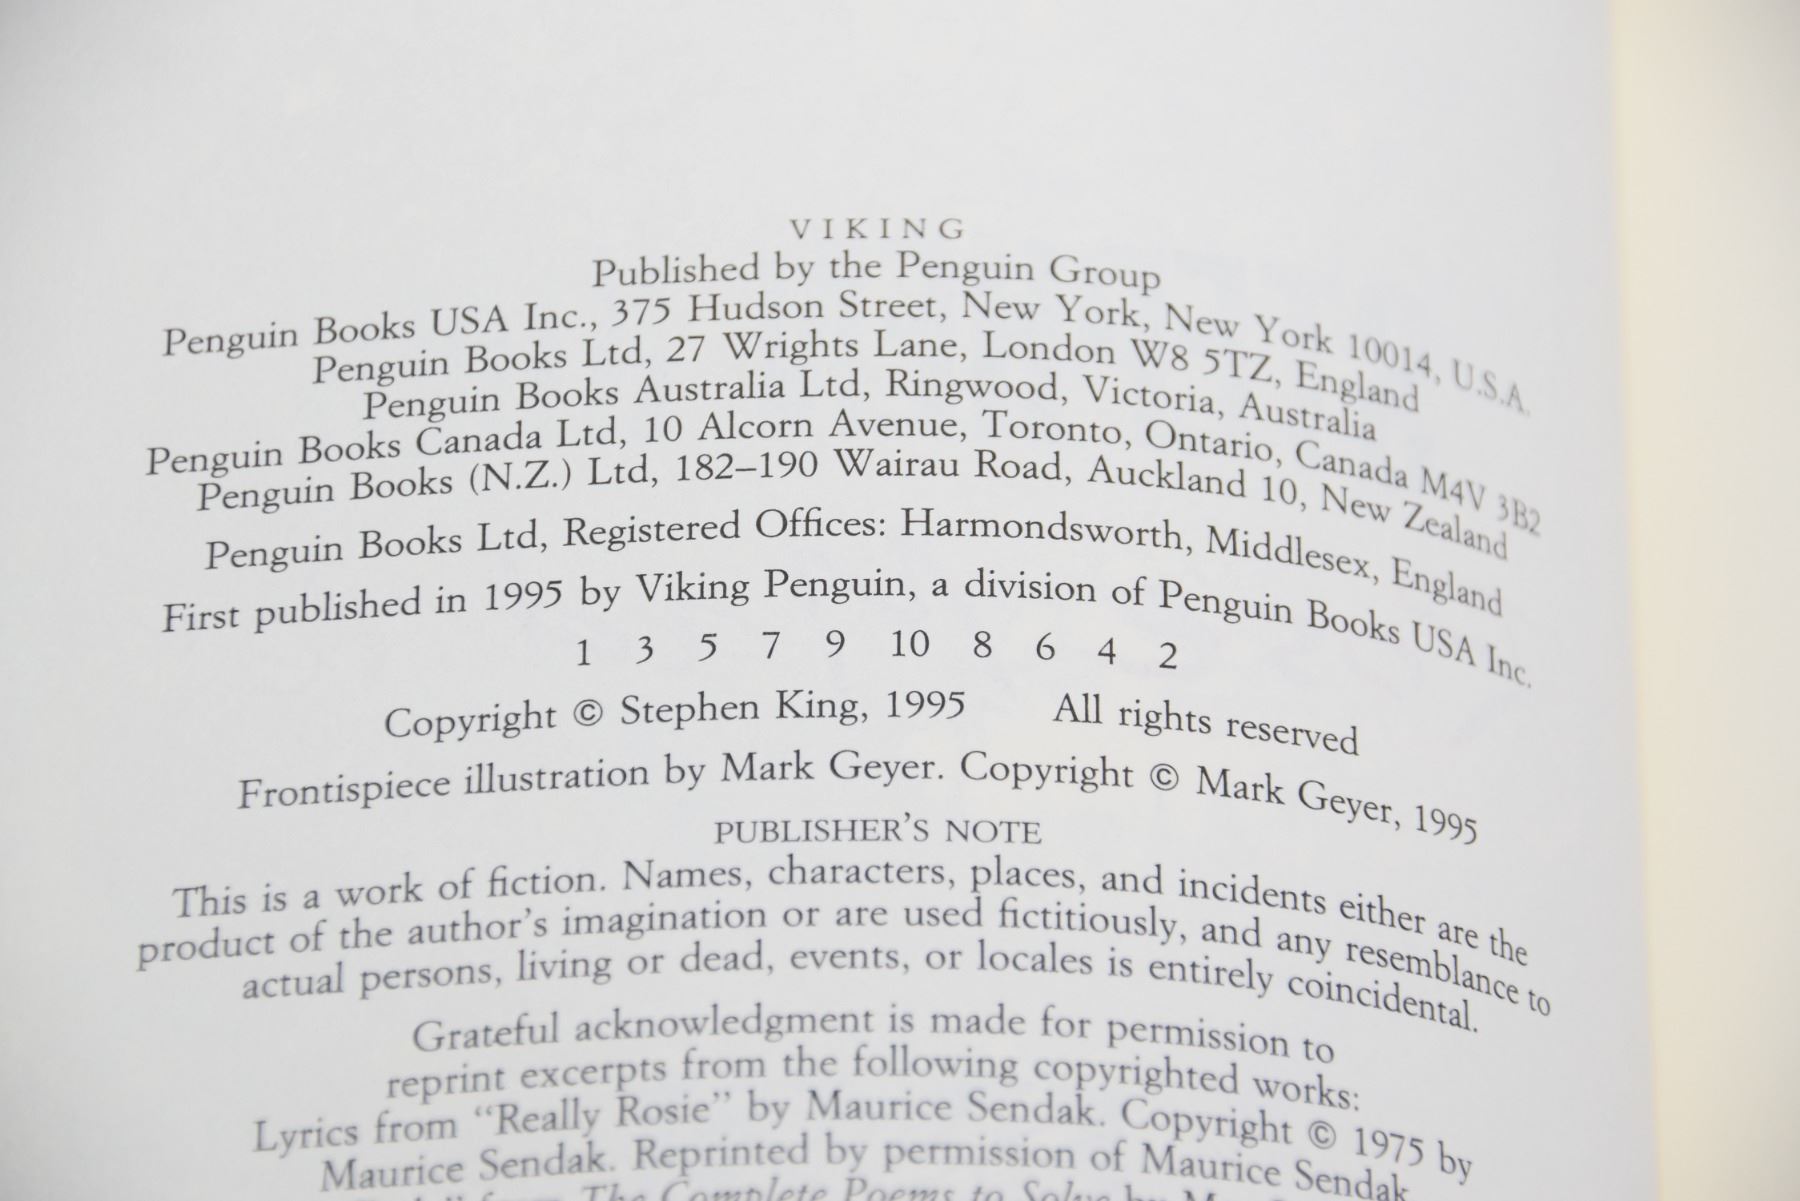 VIKING
Published by the Penguin Group
Penguin Books USA Inc., 375 Hudson Street, New York, New York 10014, U.S.A.
Penguin Books Ltd, 27 Wrights Lane, London W8 5TZ, England
Penguin Books Australia Ltd, Ringwood, Victoria, Australia
Penguin Books Canada Ltd, 10 Alcorn Avenue, Toronto, Ontario, Canada M4V 3B2
Penguin Books (N.Z.) Ltd, 182–190 Wairau Road, Auckland 10, New Zealand
Penguin Books Ltd, Registered Offices: Harmondsworth, Middlesex, England
First published in 1995 by Viking Penguin, a division of Penguin Books USA Inc.
1 3 5 7 9 10 8 6 4 2
Copyright © Stephen King, 1995 All rights reserved
Frontispiece illustration by Mark Geyer. Copyright © Mark Geyer, 1995
PUBLISHER'S NOTE
This is a work of fiction. Names, characters, places, and incidents either are the
product of the author's imagination or are used fictitiously, and any resemblance to
actual persons, living or dead, events, or locales is entirely coincidental.
Grateful acknowledgment is made for permission to
reprint excerpts from the following copyrighted works:
Lyrics from "Really Rosie" by Maurice Sendak. Copyright © 1975 by
Maurice Sendak. Reprinted by permission of Maurice Sendak
from The Complete Poems to Solve by